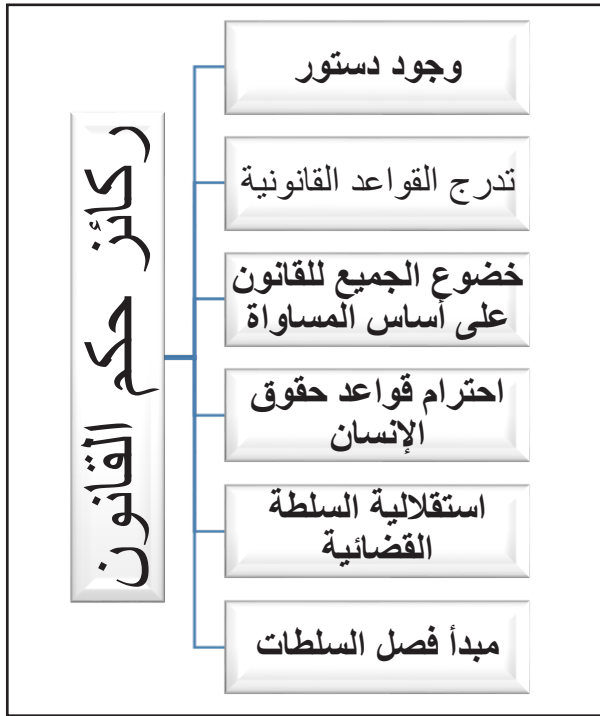 ركائز حكم القانون
وجود دستور
تدرج القواعد القانونية
خضوع الجميع للقانون
على أساس المساواة
احترام قواعد حقوق
الإنسان
استقلالية السلطة
القضائية
مبدأ فصل السلطات